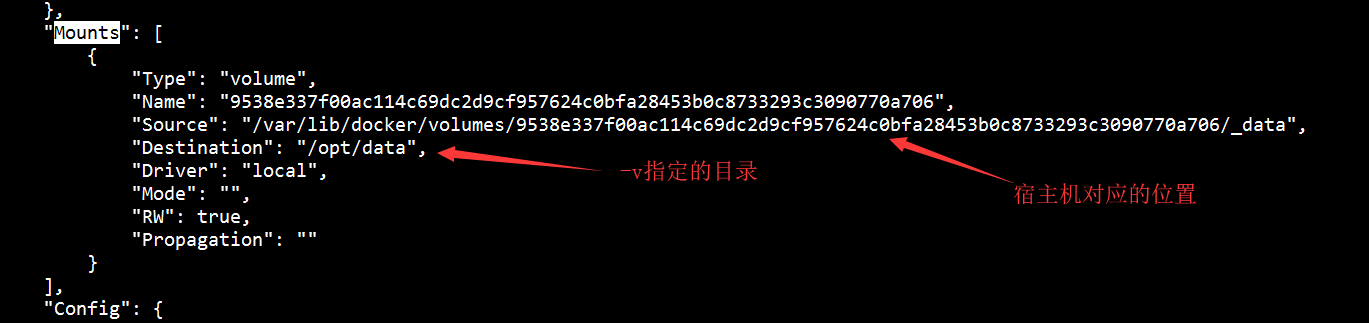 },
"Mounts": [
{
"Type": "volume",
"Name": "9538e337f00ac114c69dc2d9cf957624c0bfa28453b0c8733293c3090770a706",
"Source": "/var/lib/docker/volumes/9538e337f00ac114c69dc2d9cf957624c0bfa28453b0c8733293c3090770a706/_data",
"Destination": "/opt/data",
"Driver": "local",
-v指定的目录
"Mode": "",
宿主机对应的位置
"RW": true,
"Propagation": ""
}
],
"Config": {